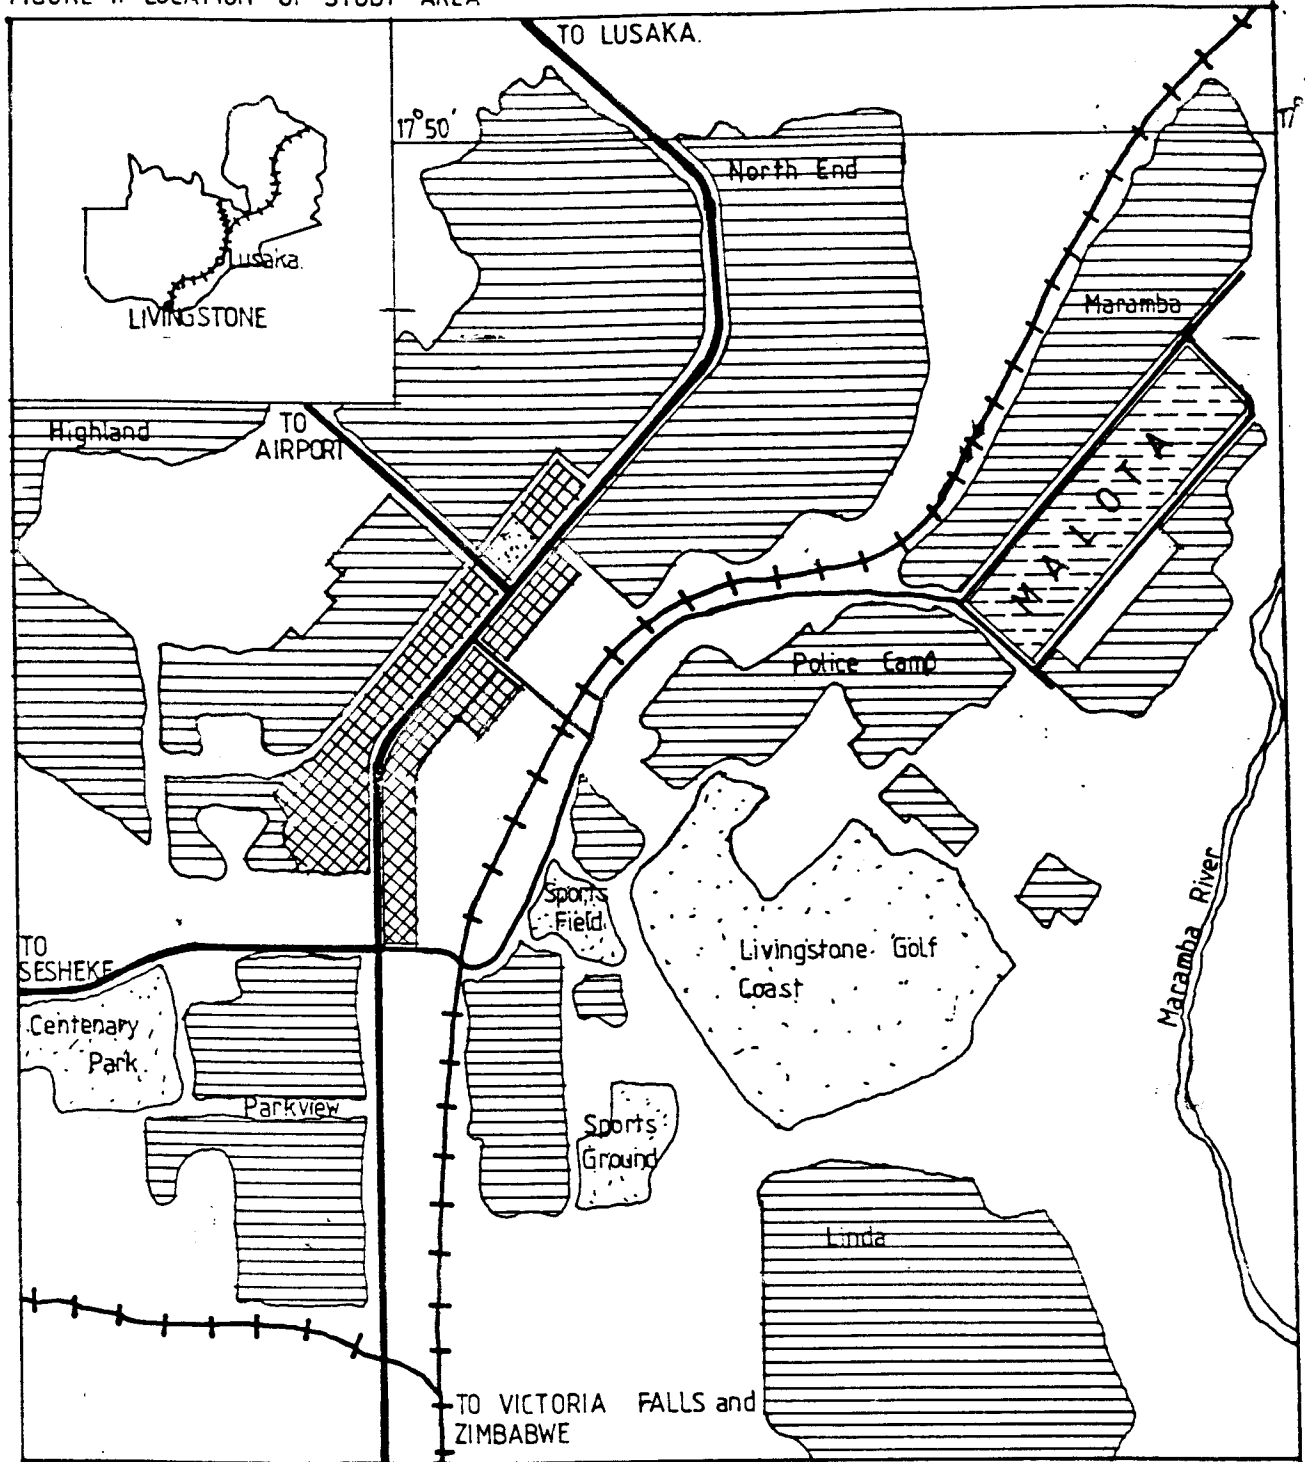 TO LUSAKA.
17°50'
17°
North End
Lusaka.
LIVINGSTONE
Maramba
Highland
TO
AIRPORT
MALOTA
Police Camp
Sports
Field
Livingstone Golf
Coast
Maramba River
TO
SESHEKE
Centenary
Park
Parkview
Sports
Ground
Linda
TO VICTORIA FALLS and
ZIMBABWE